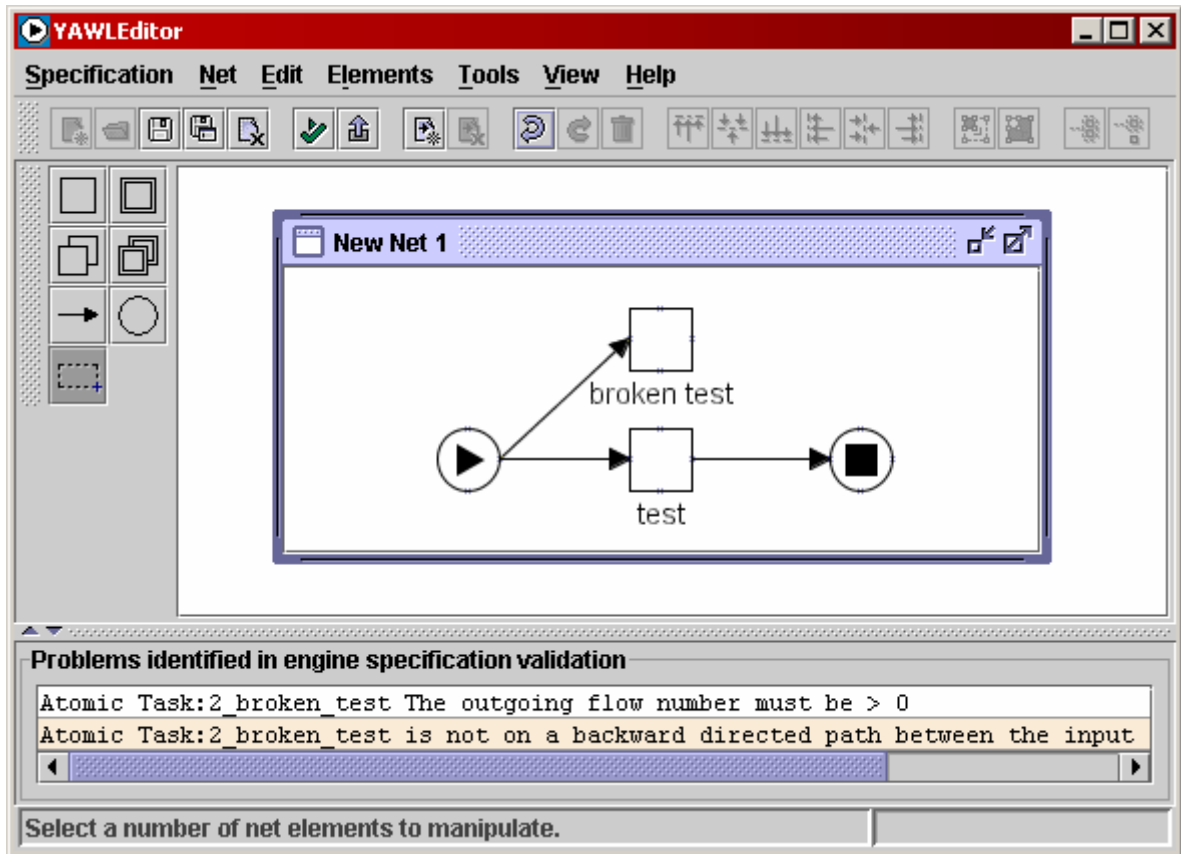 YAWLEditor
Specification Net Edit Elements Tools View Help
New Net 1
broken test
test
Problems identified in engine specification validation
Atomic Task:2_broken_test The outgoing flow number must be > 0
Atomic Task:2_broken_test is not on a backward directed path between the input
Select a number of net elements to manipulate.